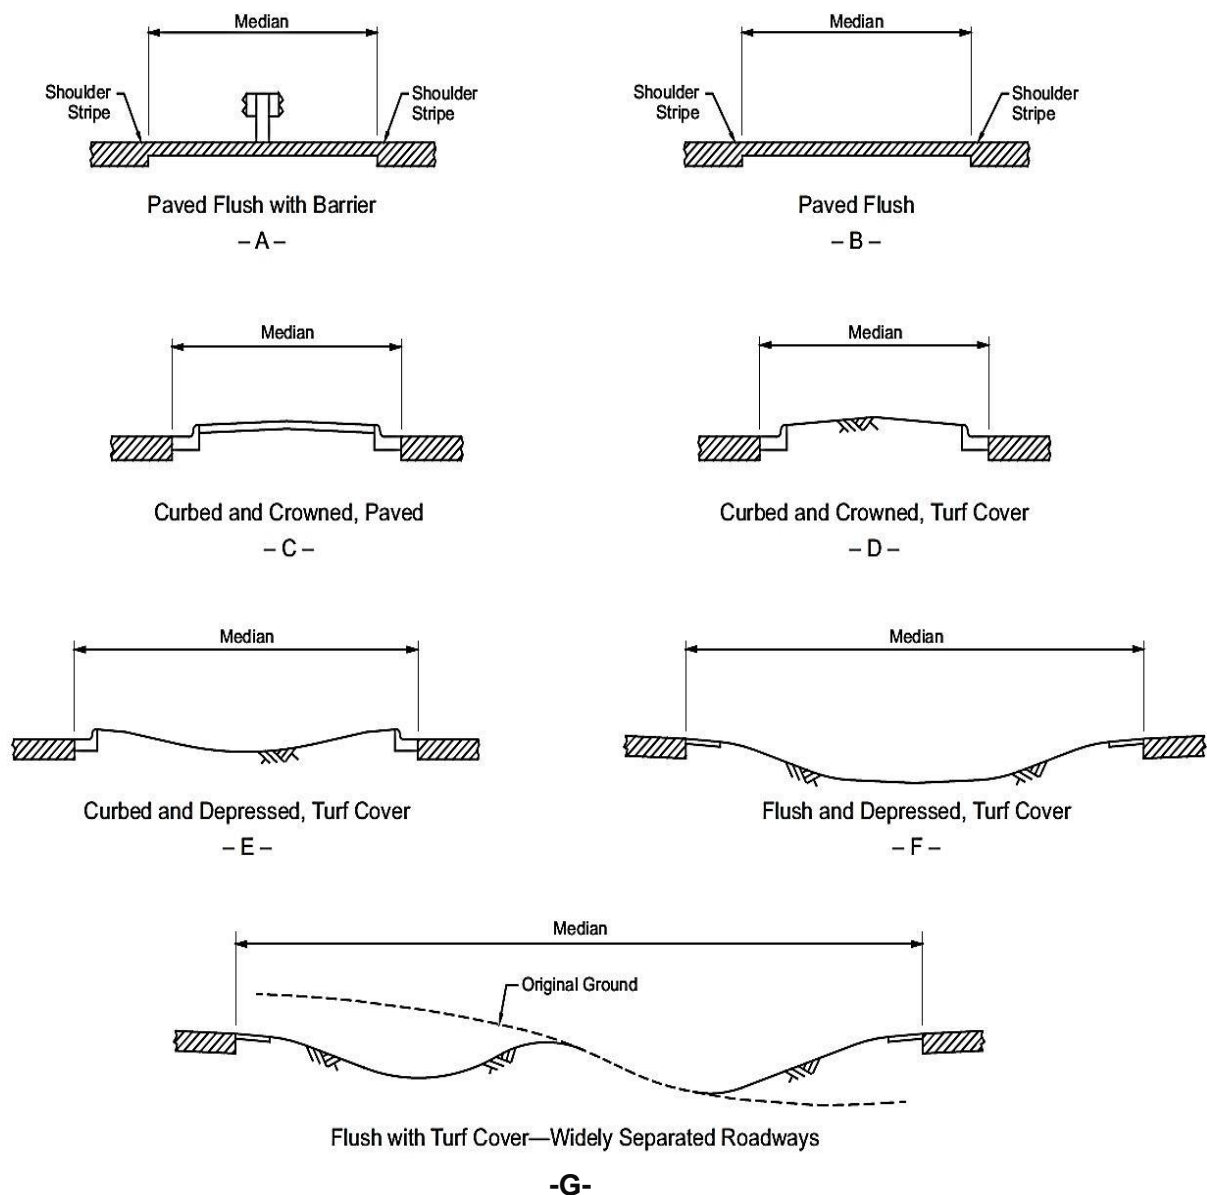 Median
Shoulder
Stripe
Shoulder
Stripe
Paved Flush with Barrier
– A –
Median
Shoulder
Stripe
Shoulder
Stripe
Paved Flush
– B –
Median
Curbed and Crowned, Paved
– C –
Median
Curbed and Crowned, Turf Cover
– D –
Median
Curbed and Depressed, Turf Cover
– E –
Median
Flush and Depressed, Turf Cover
– F –
Median
Original Ground
Flush with Turf Cover—Widely Separated Roadways
-G-